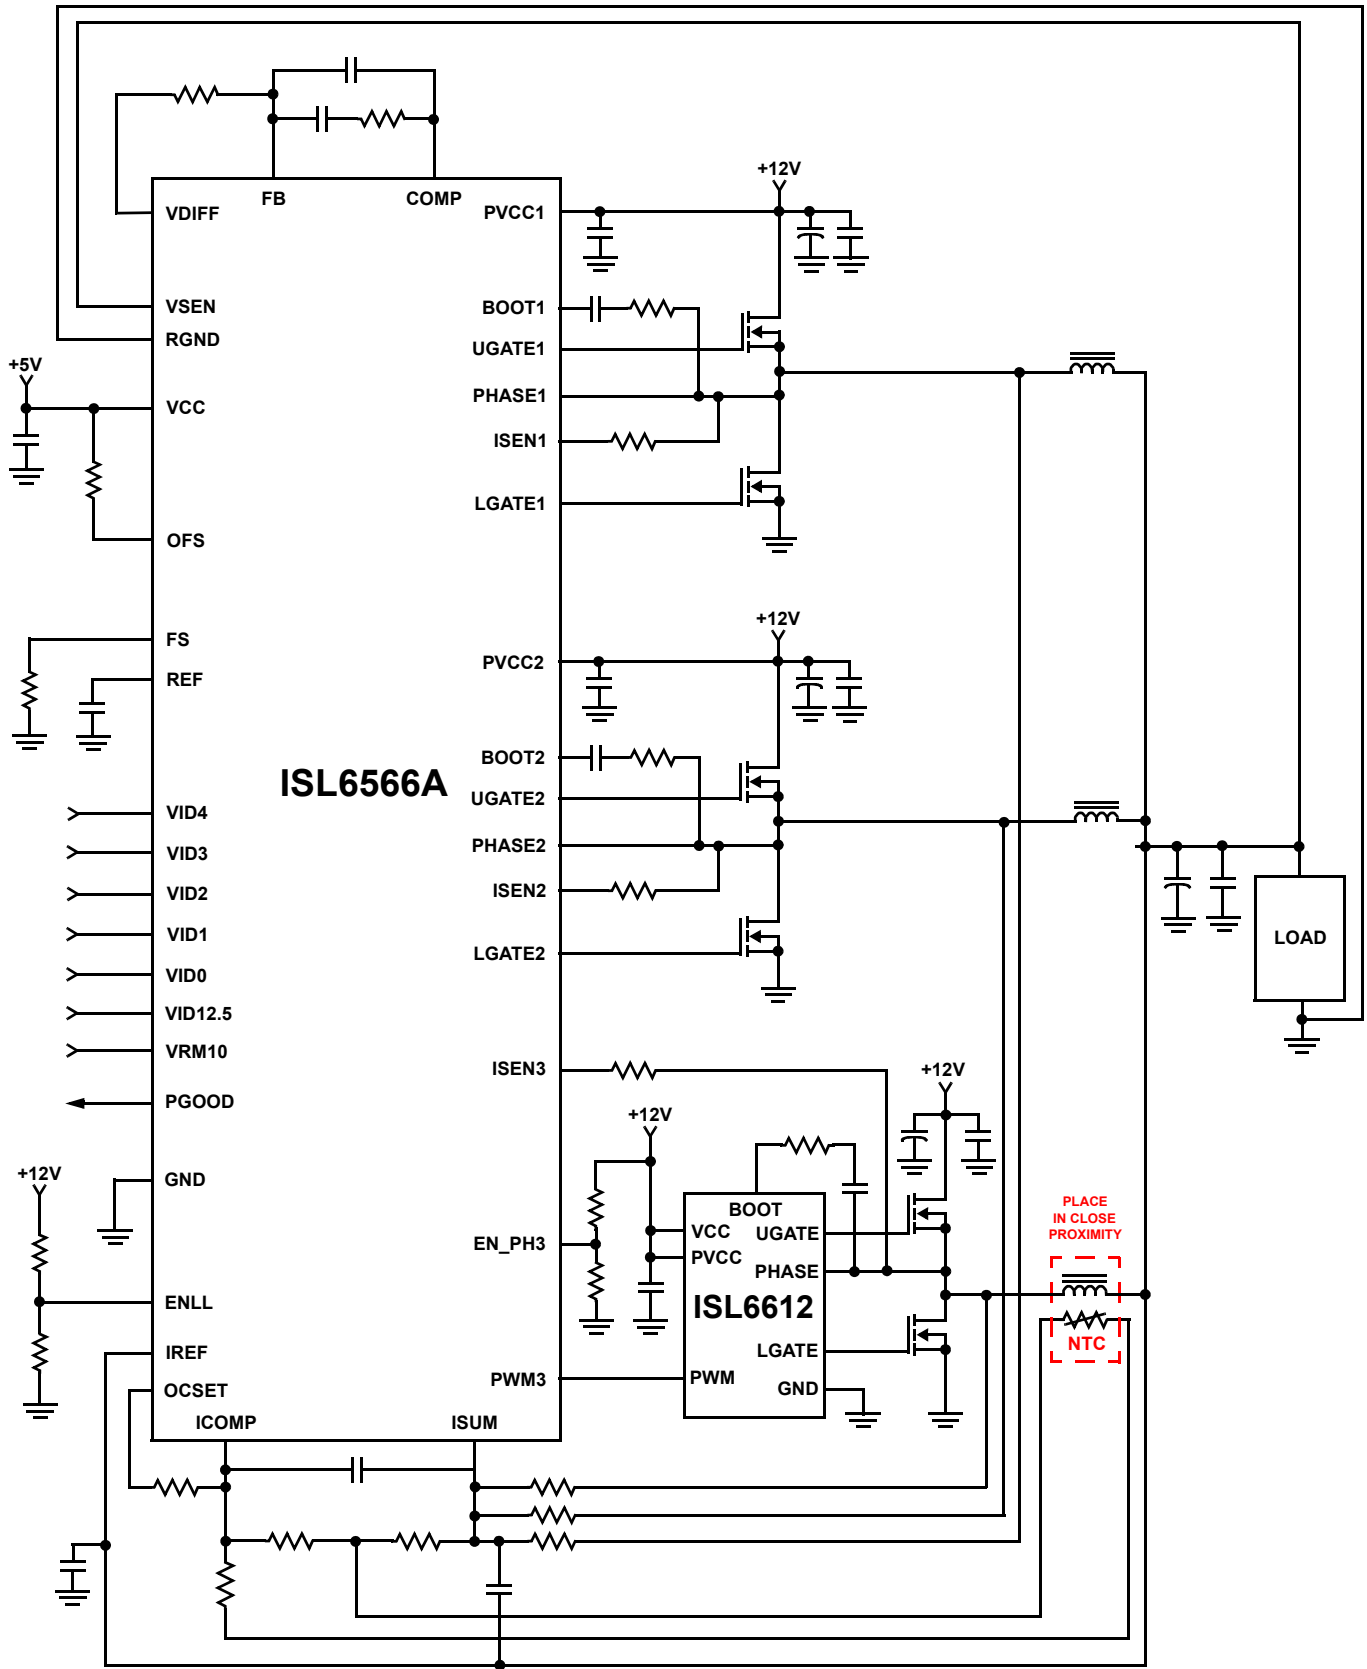 +12V
FB
COMP
VDIFF
PVCC1
VSEN
BOOT1
RGND
UGATE1
+5V
PHASE1
VCC
ISEN1
LGATE1
OFS
+12V
FS
PVCC2
REF
BOOT2
ISL6566A
UGATE2
VID4
PHASE2
VID3
ISEN2
VID2
VID1
LGATE2
LOAD
VID0
VID12.5
VRM10
ISEN3
+12V
PGOOD
+12V
+12V
GND
PLACE
IN CLOSE
PROXIMITY
BOOT
VCC
UGATE
EN_PH3
PVCC
PHASE
ISL6612
ENLL
NTC
IREF
LGATE
OCSET
PWM3
PWM
GND
ICOMP
ISUM